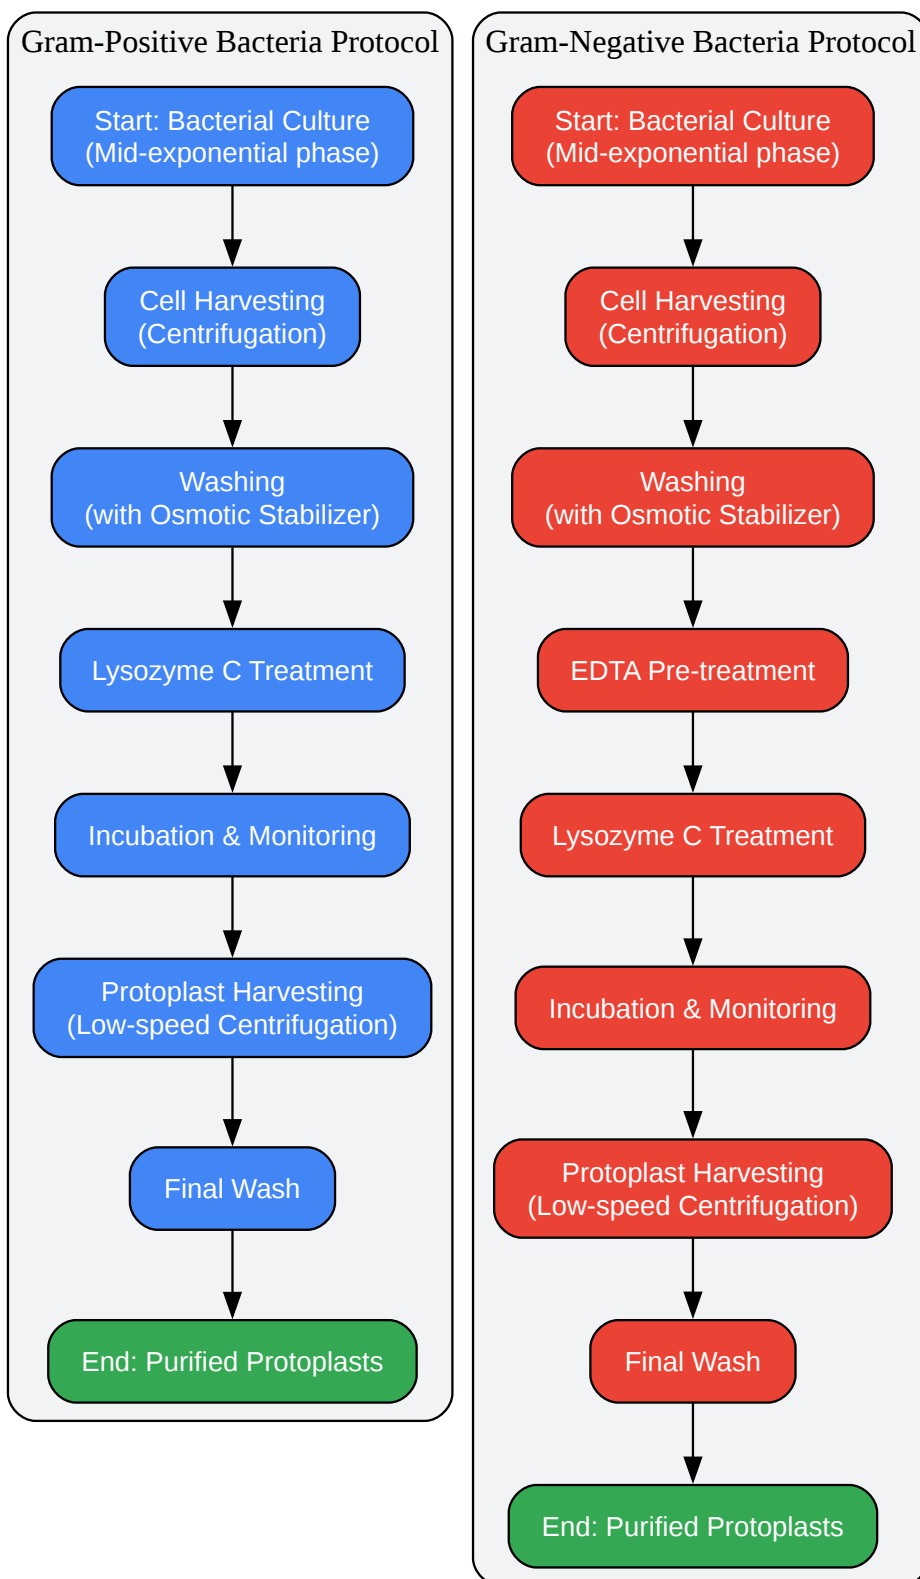 Gram-Positive Bacteria Protocol
Start: Bacterial Culture
(Mid-exponential phase)
Cell Harvesting
(Centrifugation)
Washing
(with Osmotic Stabilizer)
Lysozyme C Treatment
Incubation & Monitoring
Protoplast Harvesting
(Low-speed Centrifugation)
Final Wash
End: Purified Protoplasts
Gram-Negative Bacteria Protocol
Start: Bacterial Culture
(Mid-exponential phase)
Cell Harvesting
(Centrifugation)
Washing
(with Osmotic Stabilizer)
EDTA Pre-treatment
Lysozyme C Treatment
Incubation & Monitoring
Protoplast Harvesting
(Low-speed Centrifugation)
Final Wash
End: Purified Protoplasts